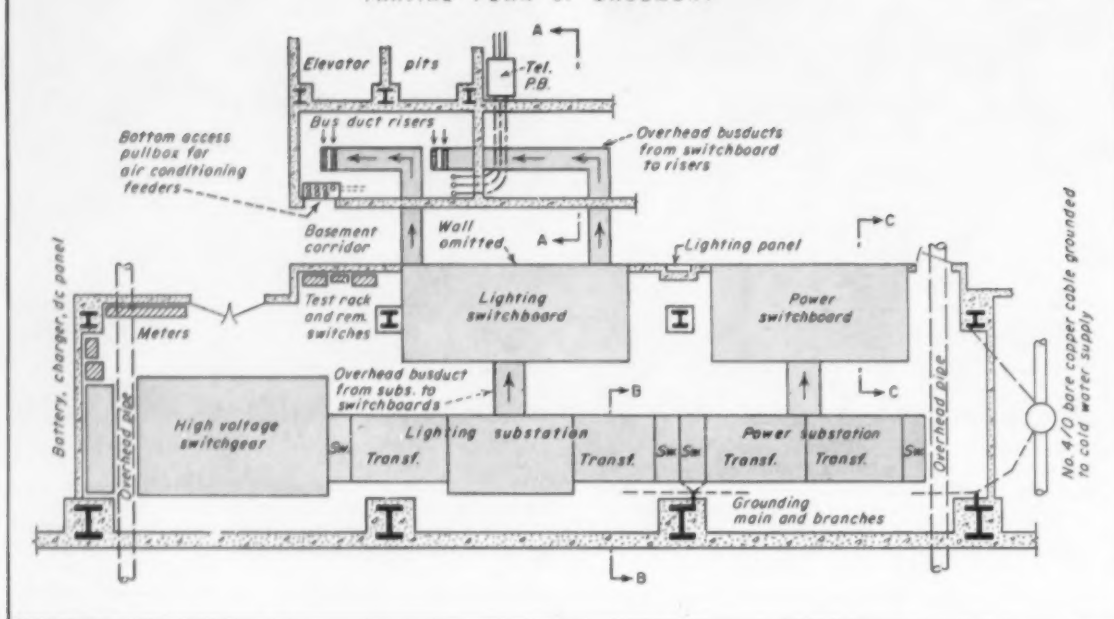 A
Elevator pits
Tel.
P.B.
Bus duct risers
Bottom access
pullbox for
air conditioning
feeders
Overhead busducts
from switchboard
to risers
Basement
corridor
Wall
omitted
A
Lighting panel
C
Battery, charger, dc panel
Meters
Test rack
and rem.
switches
Lighting
switchboard
Power
switchboard
Overhead busduct
from subs. to
switchboards
B
C
High voltage
switchgear
Lighting substation
Power substation
Sw.
Transf.
Transf.
Sw.
Sw.
Transf.
Transf.
Sw.
Overhead pipe
Overhead pipe
Grounding
main and branches
B
No. 4/0 bare copper cable grounded
to cold water supply